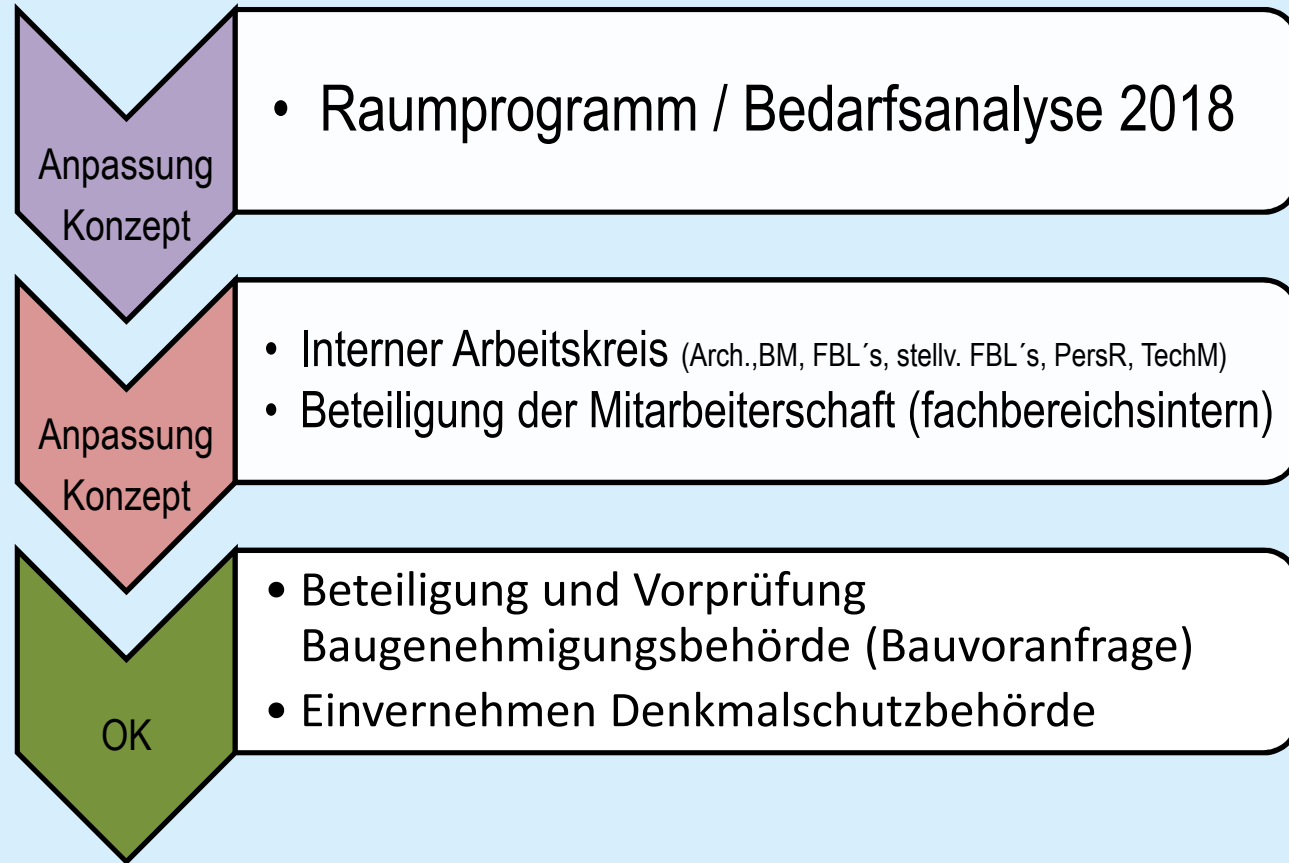 Anpassung
Konzept
• Raumprogramm / Bedarfsanalyse 2018
Anpassung
Konzept
• Interner Arbeitskreis (Arch.,BM, FBL´s, stellv. FBL´s, PersR, TechM)
• Beteiligung der Mitarbeiterschaft (fachbereichsintern)
OK
• Beteiligung und Vorprüfung
Baugenehmigungsbehörde (Bauvoranfrage)
• Einvernehmen Denkmalschutzbehörde